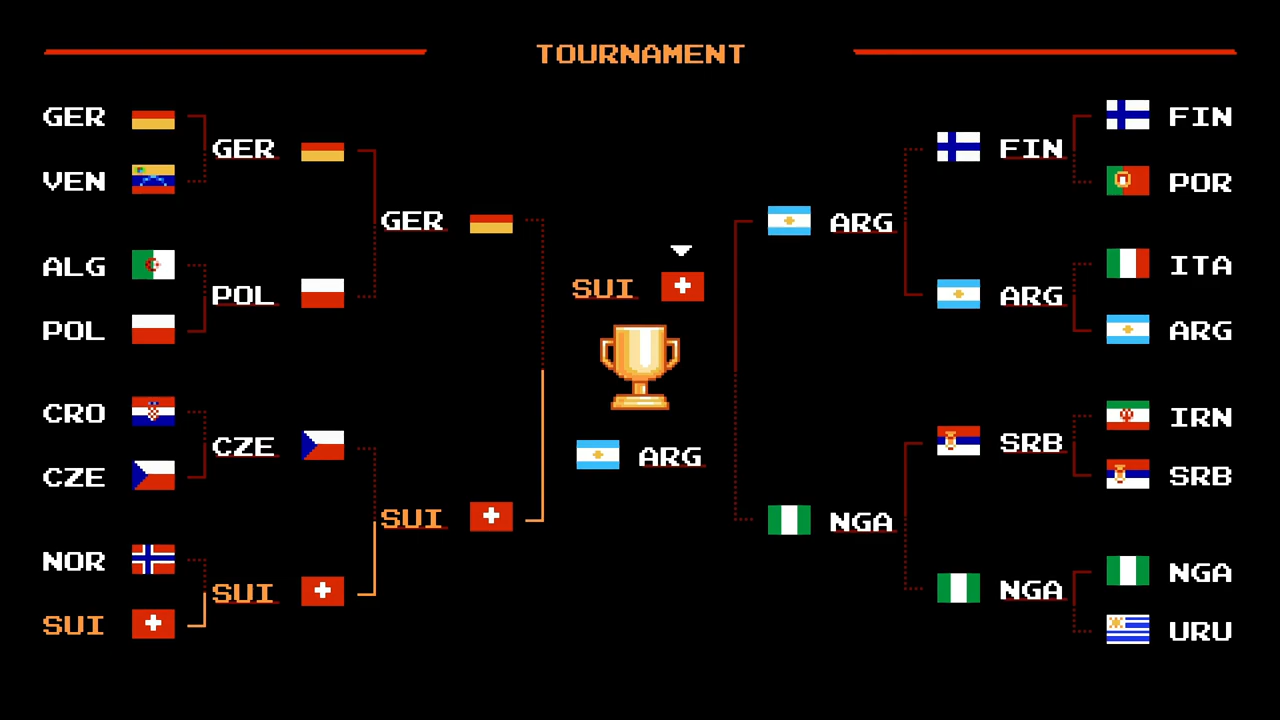 TOURNAMENT
GER
VEN
ALG
POL
CRO
CZE
NOR
SUI
GER
POL
CZE
SUI
GER
SUI
SUI
ARG
ARG
NGA
FIN
ARG
SRB
NGA
FIN
POR
ITA
ARG
IRN
SRB
NGA
URU